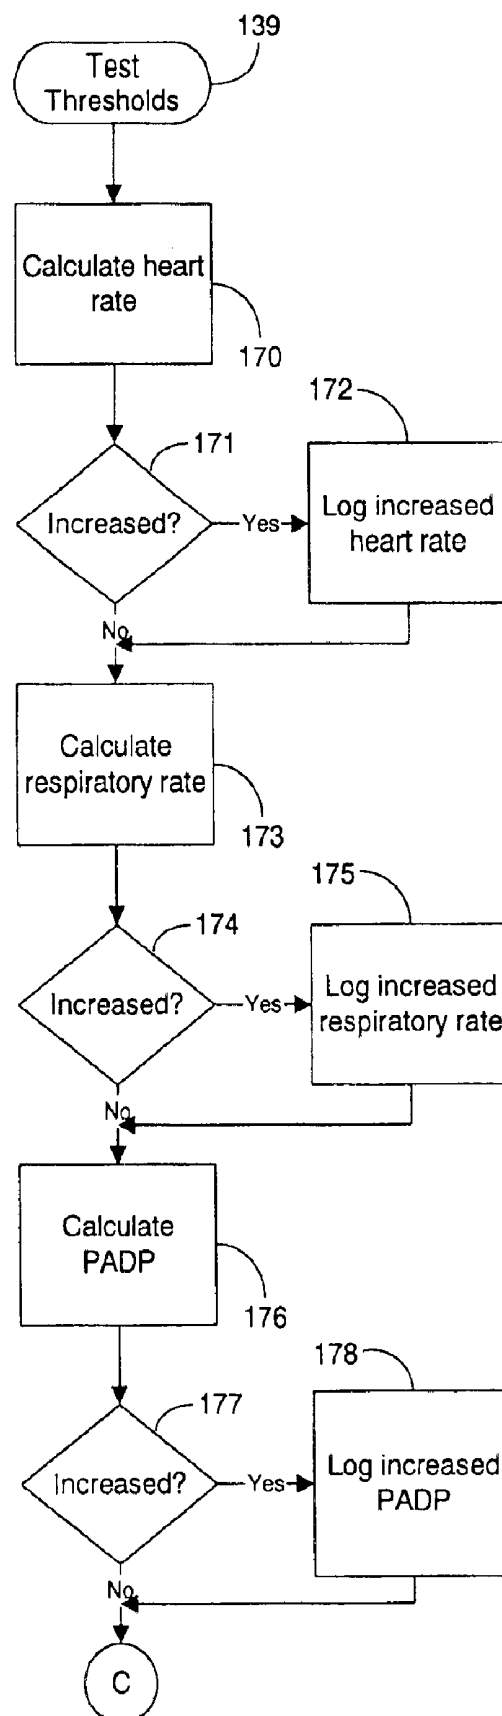 139
Test
Thresholds
Calculate heart
rate
170
172
171
Increased?
Yes
Log increased
heart rate
No
Calculate
respiratory rate
173
175
174
Increased?
Yes
Log increased
respiratory rate
No
Calculate
PADP
176
178
177
Increased?
Yes
Log increased
PADP
No
C